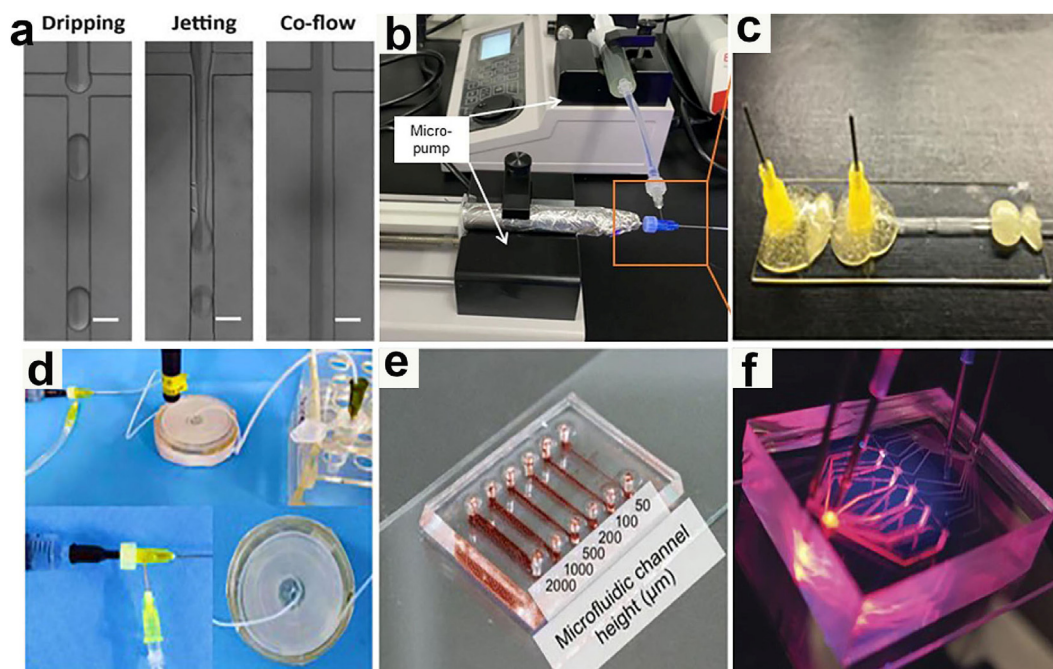 a
Dripping
Jetting
Co-flow
b
Micro-
pump
c
d
e
50
100
200
500
1000
2000
Microfluidic channel
height (μm)
f